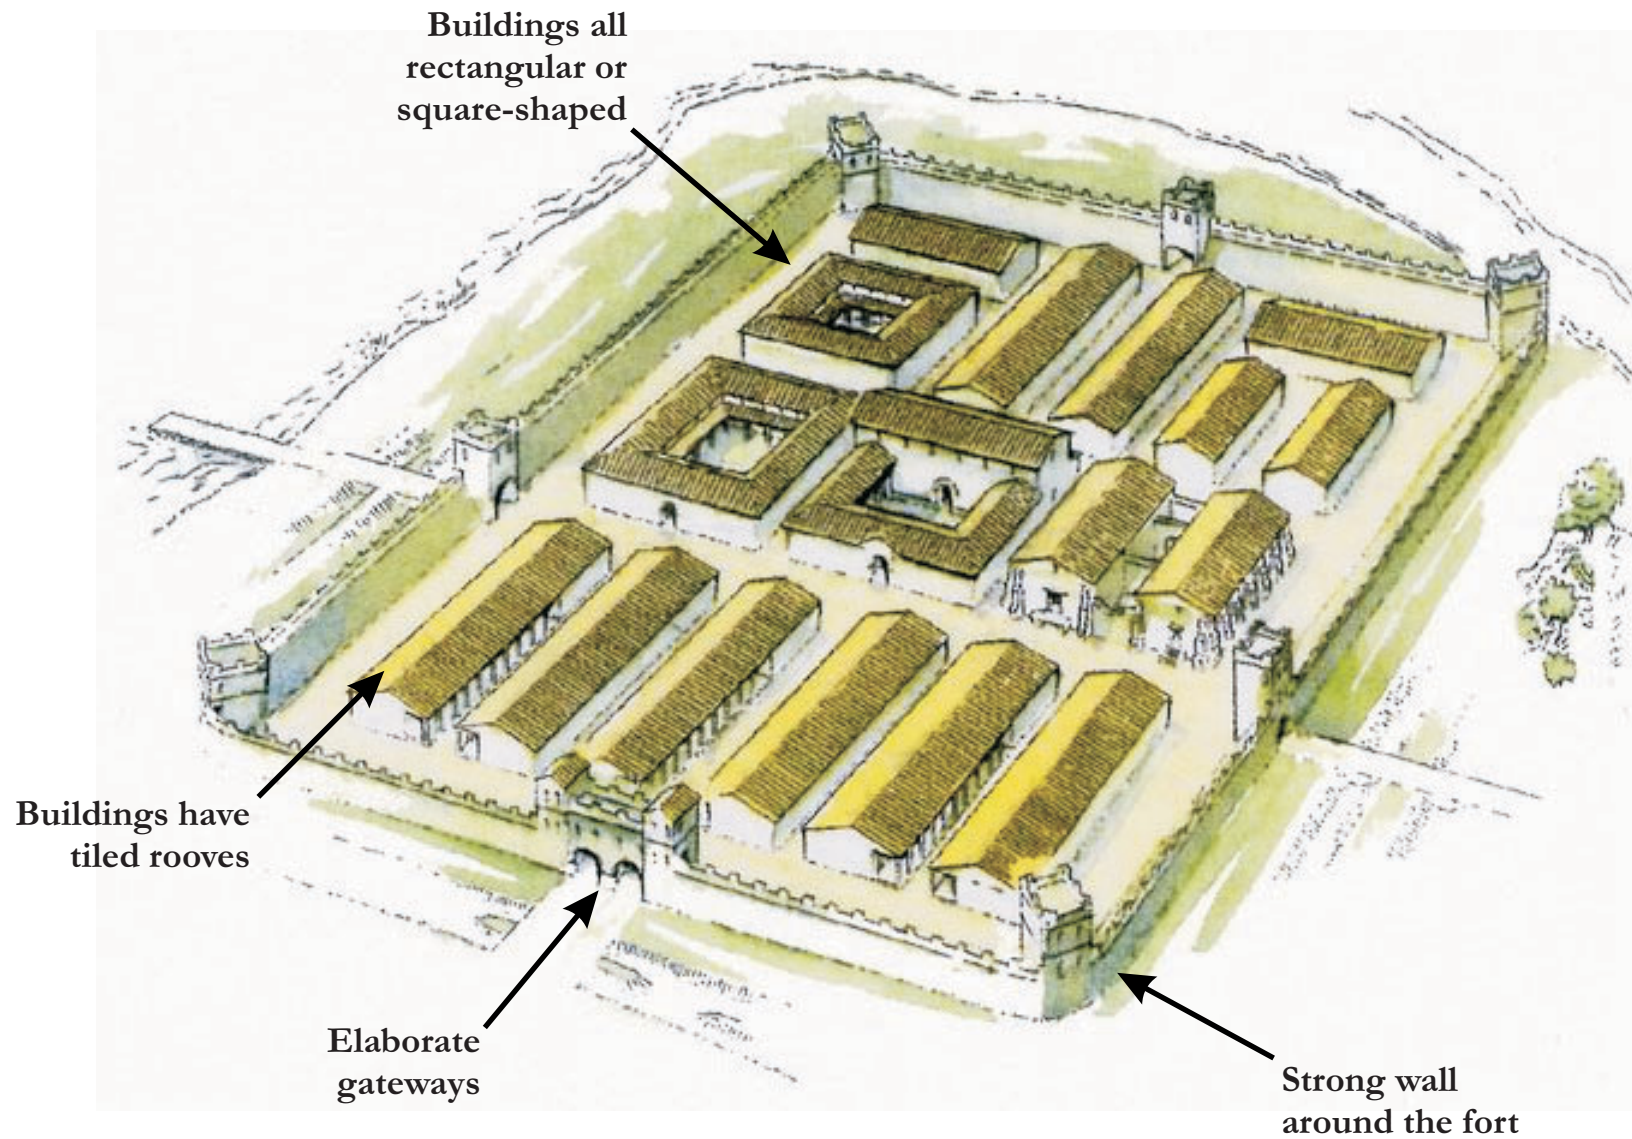 Buildings all
rectangular or
square-shaped
Buildings have
tiled rooves
Elaborate
gateways
Strong wall
around the fort